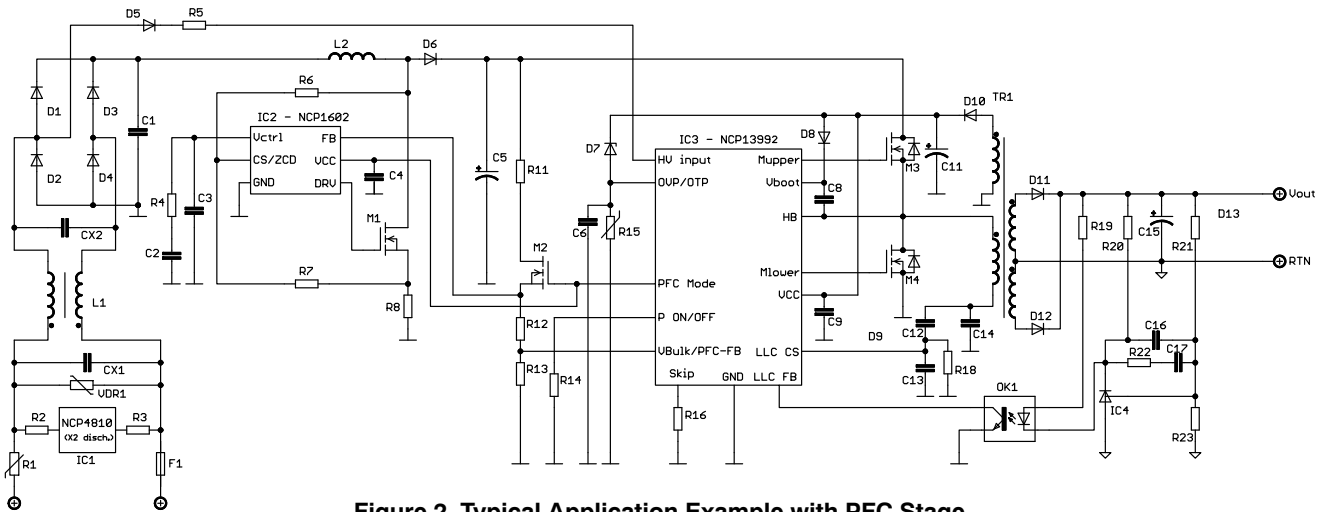 D5
R5
L2
D6
R6
D10
TR1
D1
D3
C1
IC2 - NCP1602
IC3 - NCP13992
D8
Vctrl
FB
CS/ZCD
VCC
GND
DRV
D7
HV input
Mupper
M3
C11
D2
D4
C5
R11
OVP/OTP
Vboot
D11
Vout
R4
C3
C4
C8
CX2
M1
C6
R15
HB
R19
R20
C15
R21
D13
C2
M2
Mlower
M4
RTN
R7
PFC Mode
VCC
L1
R8
R12
P ON/OFF
C9
D9
C12
C14
D12
C16
CX1
VBulk/PFC-FB
LLC CS
R22
C17
VDR1
R13
R14
Skip
GND
LLC FB
C13
R18
OK1
IC4
R2
NCP4810
(X2 disch.)
R3
R16
R23
R1
IC1
F1
Figure 2. Typical Application Example with PFC Stage